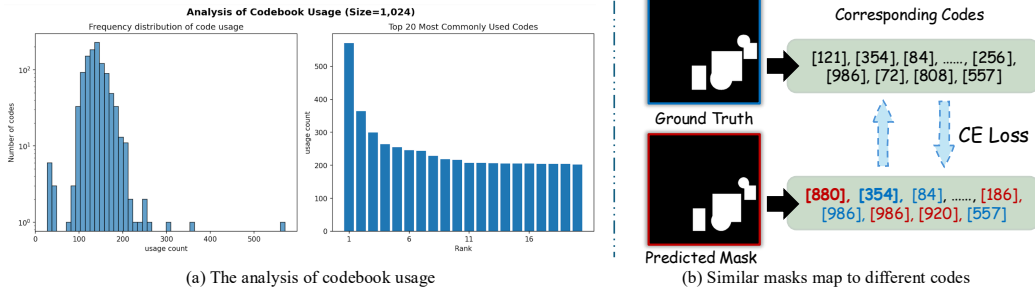 Analysis of Codebook Usage (Size=1,024)
Frequency distribution of code usage
Number of codes
10²
10¹
10⁰
0 100 200 300 400 500
usage count
Top 20 Most Commonly Used Codes
usage count
500
400
300
200
100
0
1 6 11 16
Rank
(a) The analysis of codebook usage
Corresponding Codes
[121], [354], [84], ……, [256],
[986], [72], [808], [557]
Ground Truth
CE Loss
[880], [354], [84], ……, [186],
[986], [986], [920], [557]
Predicted Mask
(b) Similar masks map to different codes